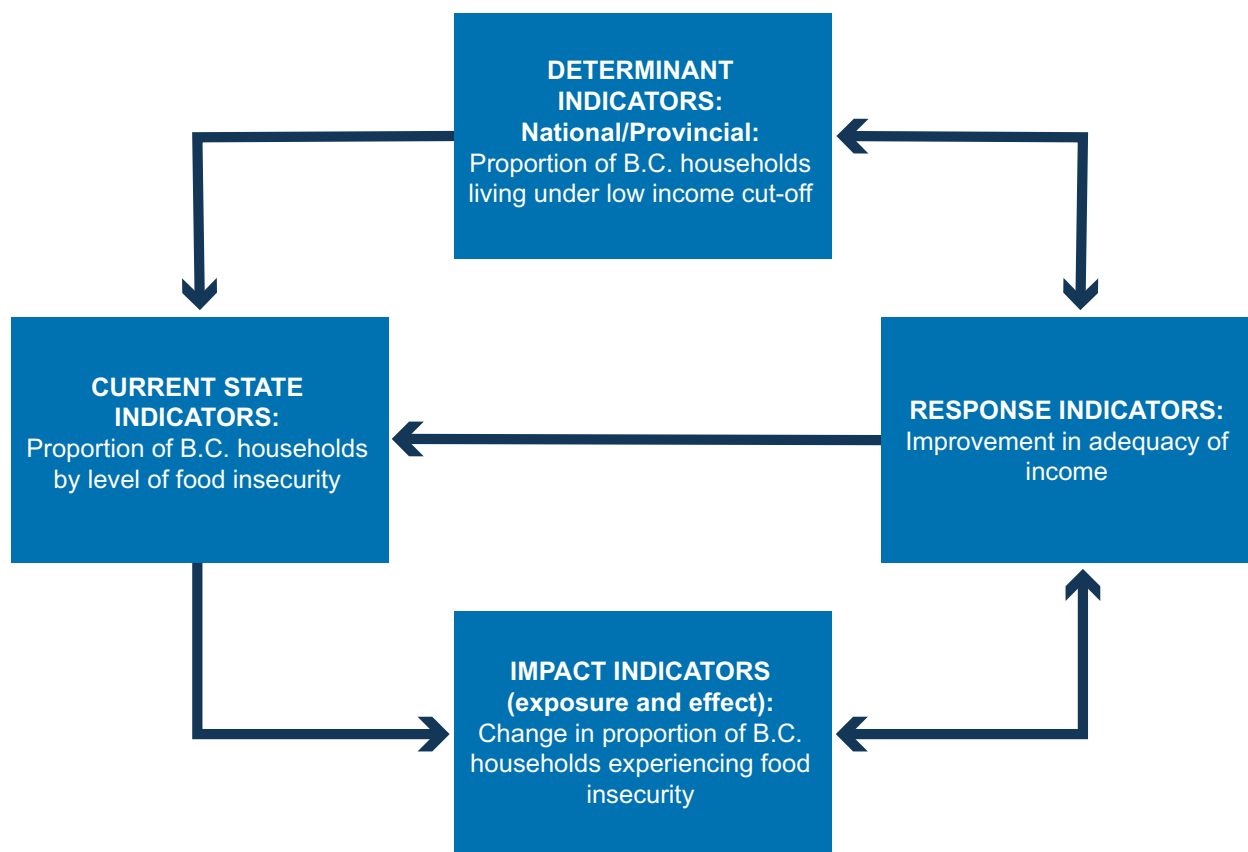 DETERMINANT
INDICATORS:
National/Provincial:
Proportion of B.C. households
living under low income cut-off
CURRENT STATE
INDICATORS:
Proportion of B.C. households
by level of food insecurity
RESPONSE INDICATORS:
Improvement in adequacy of
income
IMPACT INDICATORS
(exposure and effect):
Change in proportion of B.C.
households experiencing food
insecurity